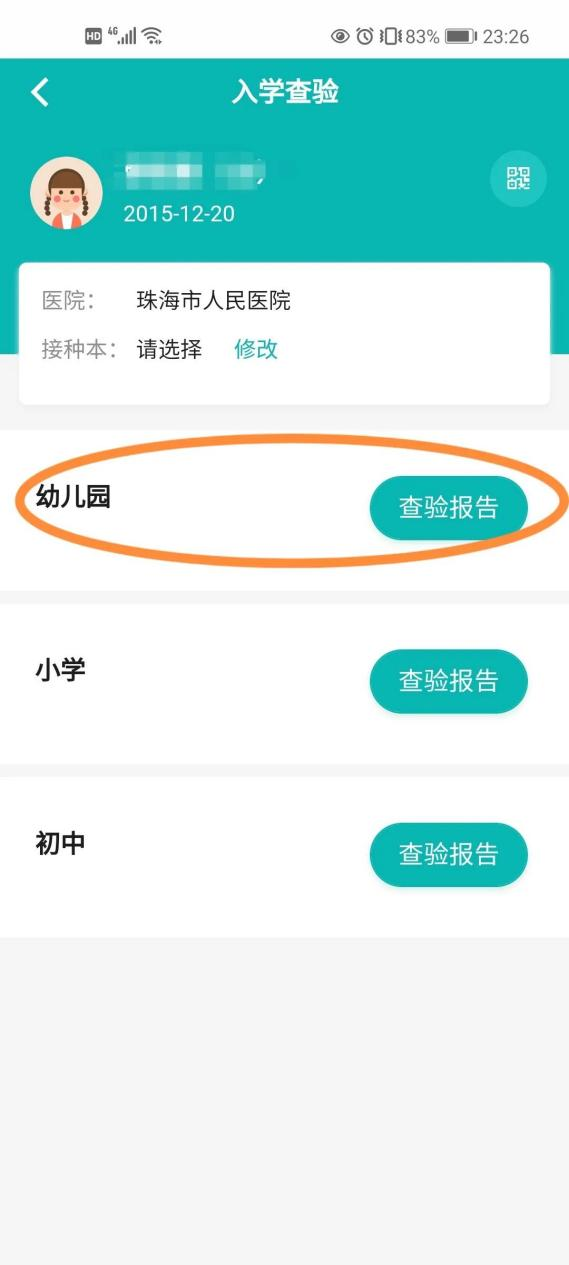 HD 4G 83% 23:26
入学查验
2015-12-20
医院: 珠海市人民医院
接种本: 请选择 修改
幼儿园 查验报告
小学 查验报告
初中 查验报告